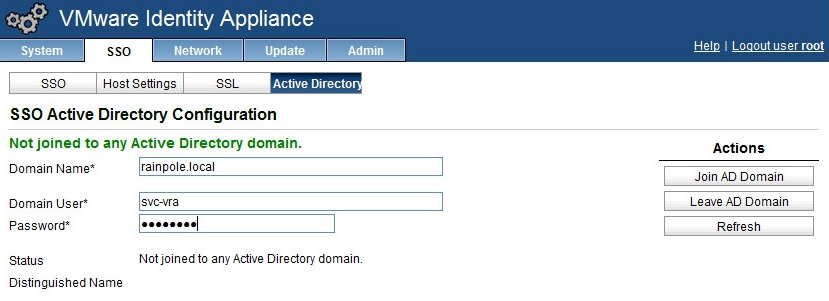 VMware Identity Appliance
System SSO Network Update Admin Help | Logout user root
SSO Host Settings SSL Active Directory
SSO Active Directory Configuration
Not joined to any Active Directory domain.
Actions
Domain Name* rainpole.local
Join AD Domain
Domain User* svc-vra
Leave AD Domain
Password* ●●●●●●●●
Refresh
Status Not joined to any Active Directory domain.
Distinguished Name